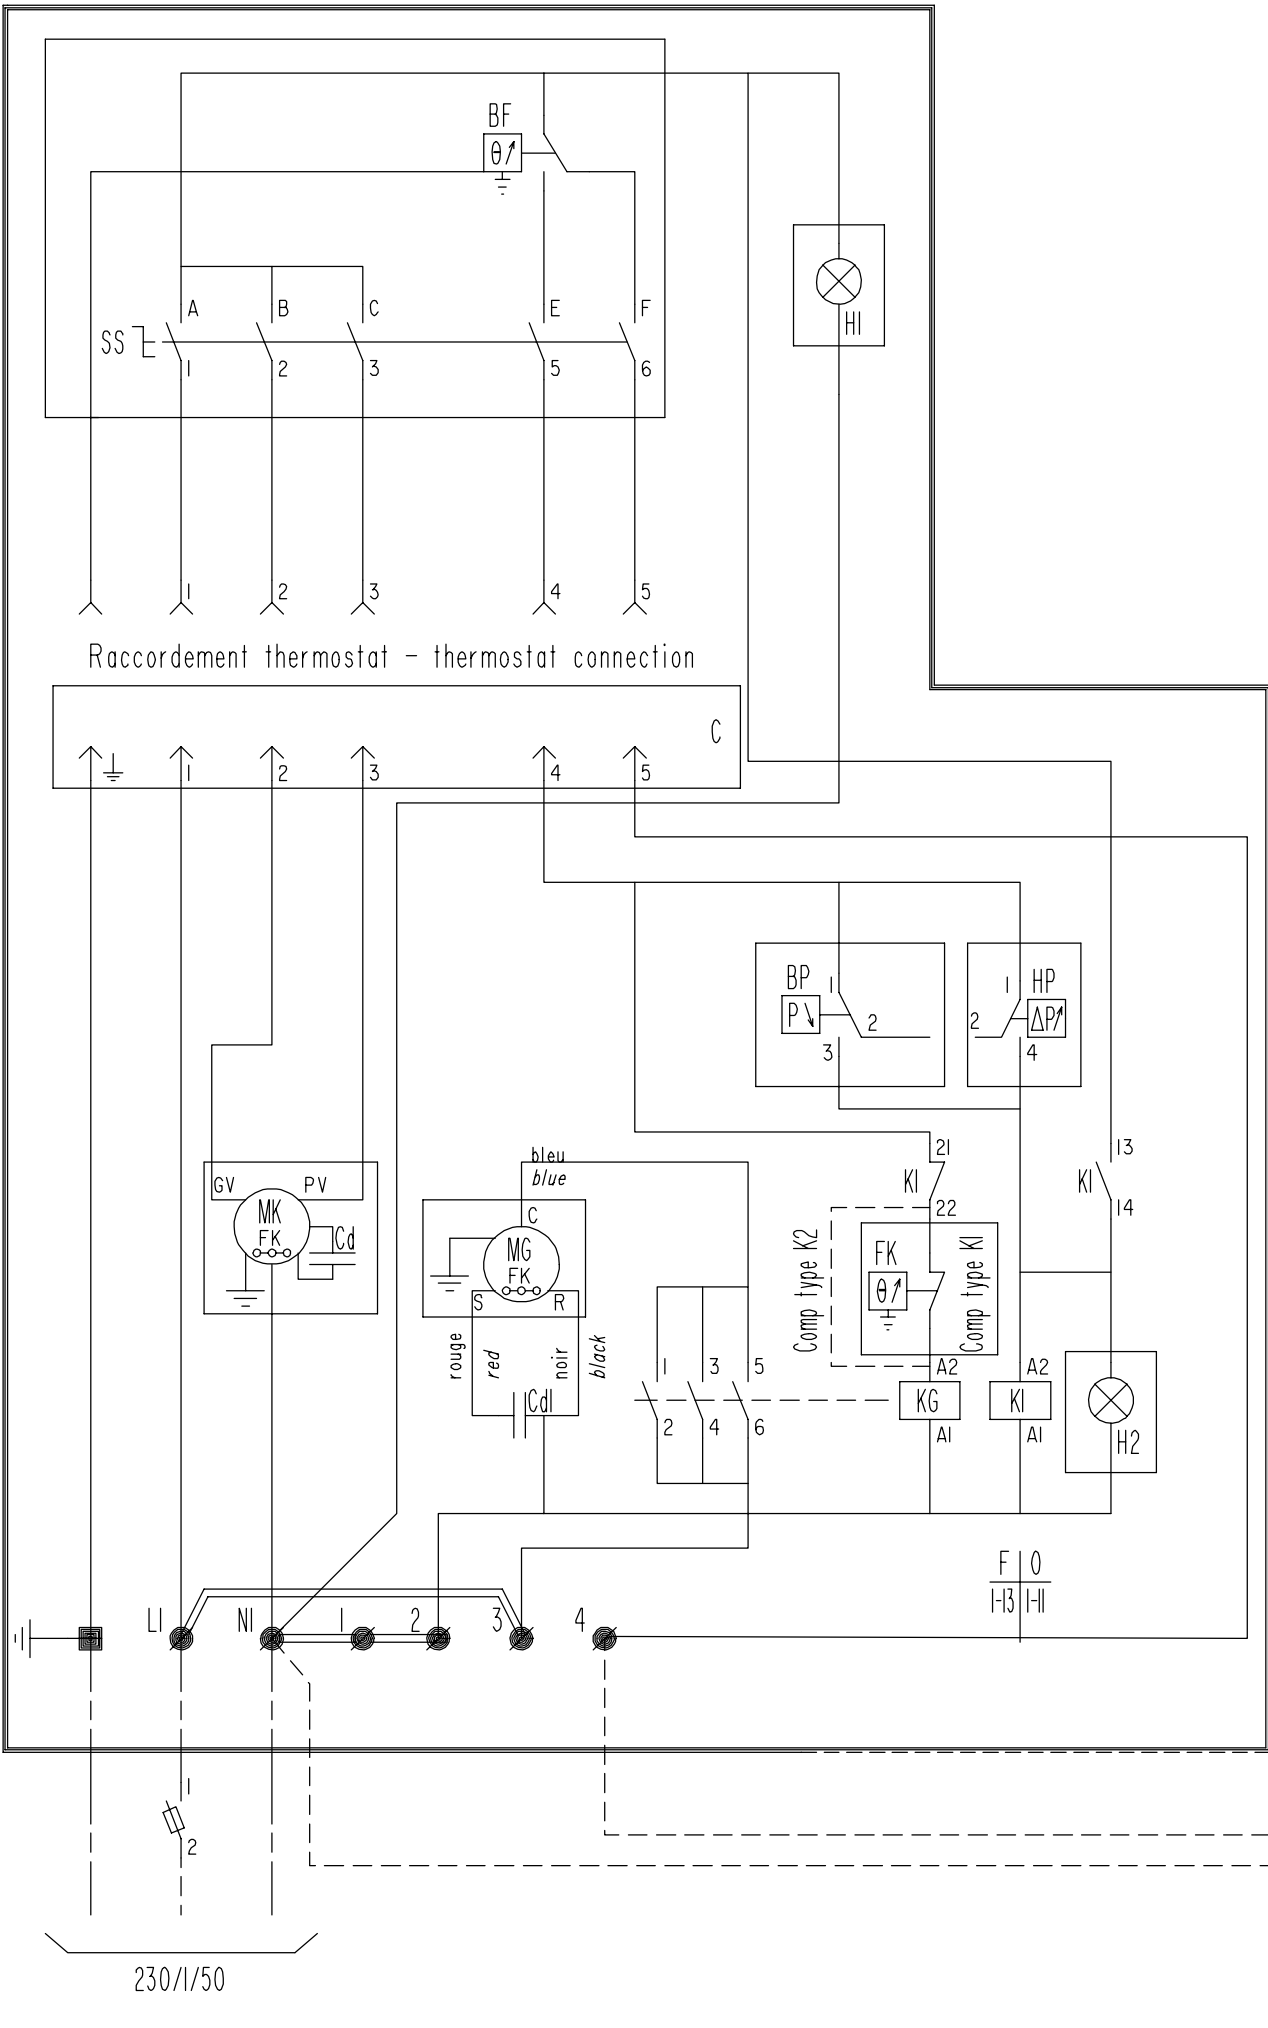 BF
θ
A B C E F
SS
1 2 3 5 6
H1
1 2 3 4 5
Raccordement thermostat - thermostat connection
C
1 2 3 4 5
BP
P
1
2
3
HP
ΔP
1
2
4
GV PV
MK
FK
Cd
bleu
blue
C
MG
FK
S R
rouge
red
noir
black
Cd1
21
K1
22
13
K1
14
Comp type K2
FK
θ
Comp type K1
1 3 5
2 4 6
A2
KG
A1
A2
K1
A1
H2
F O
1-13 1-11
L1 N1 1 2 3 4
1
2
230/1/50